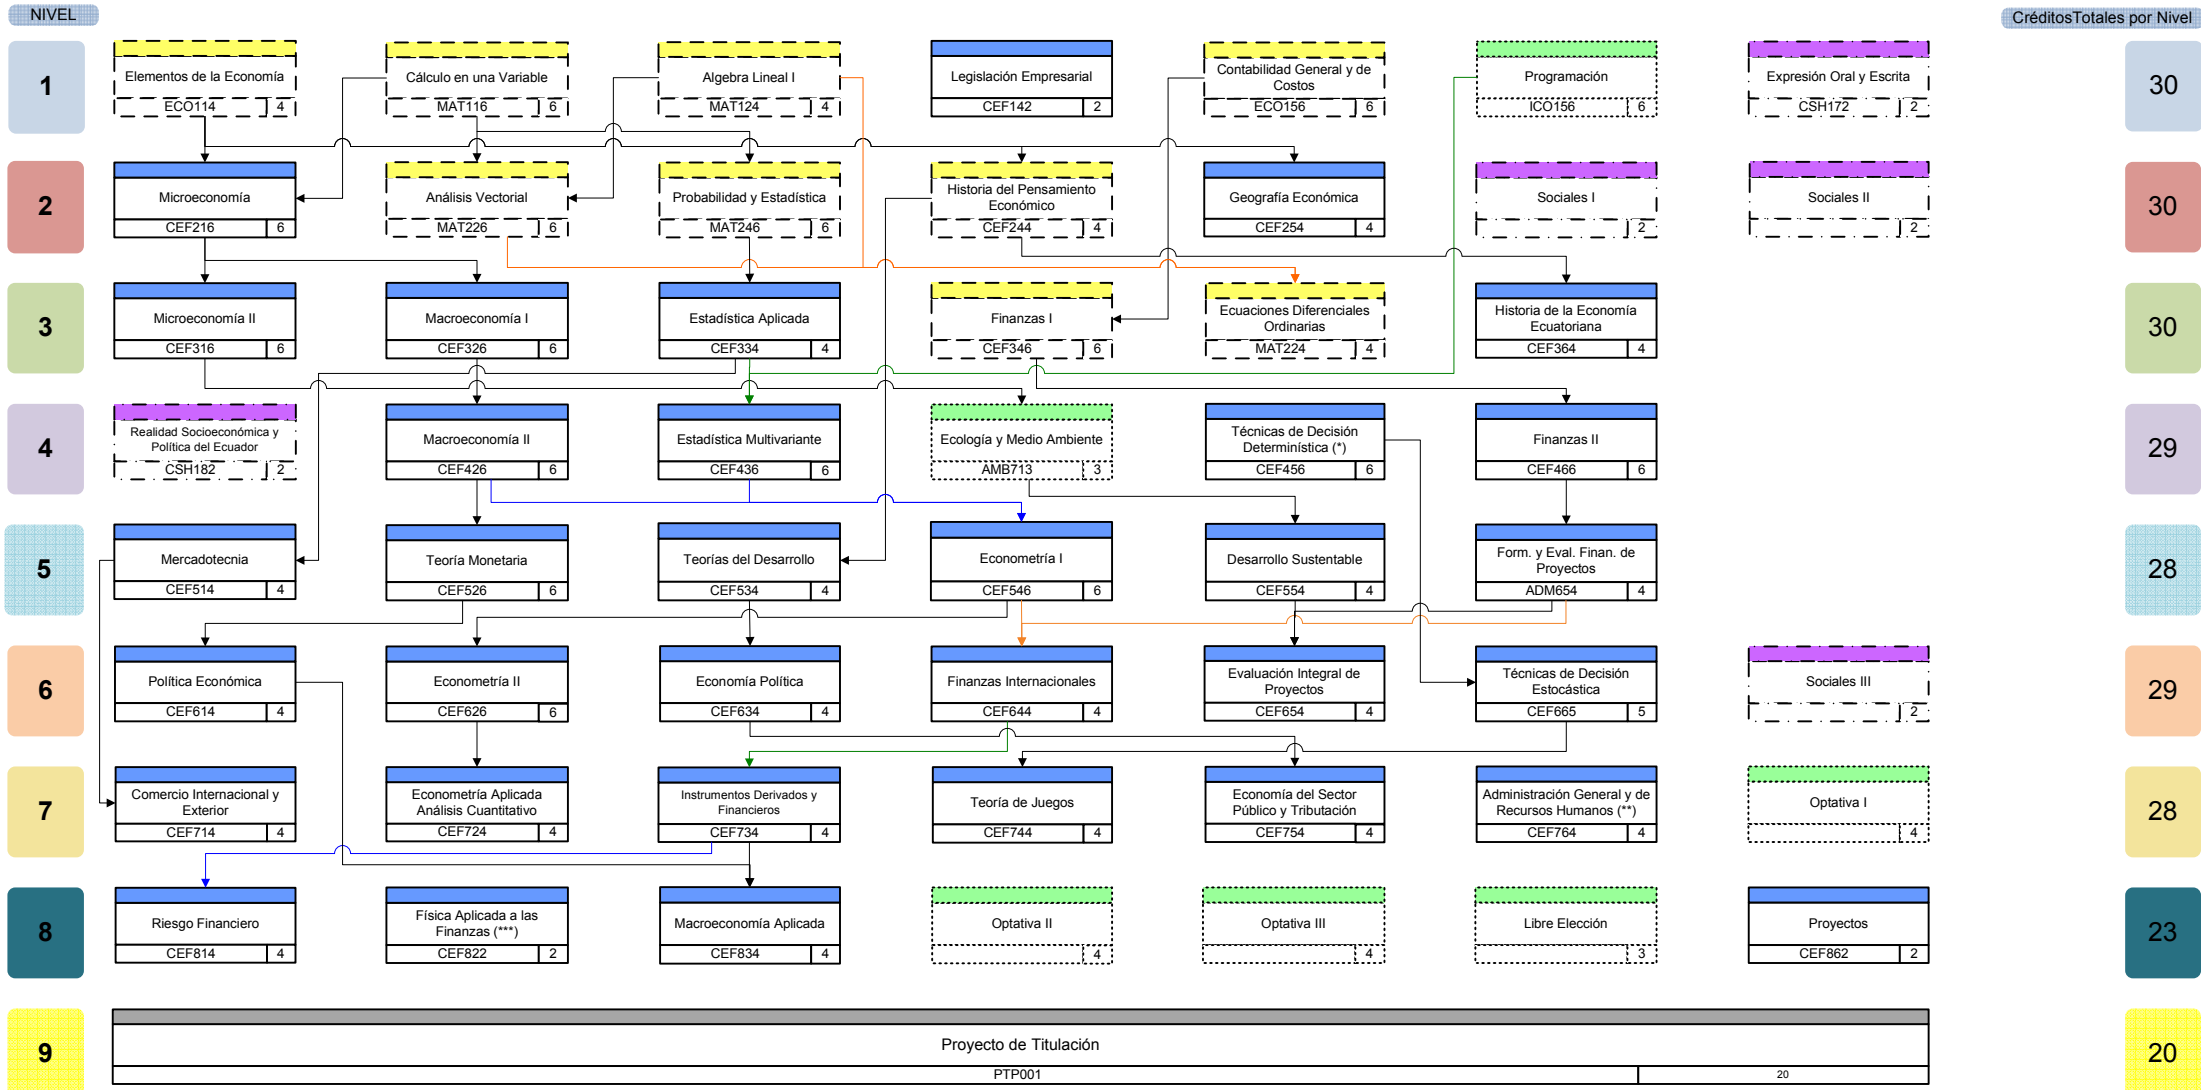 NIVEL
CréditosTotales por Nivel
1
Elementos de la Economía
ECO114 4
Cálculo en una Variable
MAT116 6
Algebra Lineal I
MAT124 4
Legislación Empresarial
CEF142 2
Contabilidad General y de
Costos
ECO156 6
Programación
ICO156 6
Expresión Oral y Escrita
CSH172 2
30
2
Microeconomía
CEF216 6
Análisis Vectorial
MAT226 6
Probabilidad y Estadística
MAT246 6
Historia del Pensamiento
Económico
CEF244 4
Geografía Económica
CEF254 4
Sociales I
2
Sociales II
2
30
3
Microeconomía II
CEF316 6
Macroeconomía I
CEF326 6
Estadística Aplicada
CEF334 4
Finanzas I
CEF346 6
Ecuaciones Diferenciales
Ordinarias
MAT224 4
Historia de la Economía
Ecuatoriana
CEF364 4
30
4
Realidad Socioeconómica y
Política del Ecuador
CSH182 2
Macroeconomía II
CEF426 6
Estadística Multivariante
CEF436 6
Ecología y Medio Ambiente
AMB713 3
Técnicas de Decisión
Determinística (*)
CEF456 6
Finanzas II
CEF466 6
29
5
Mercadotecnia
CEF514 4
Teoría Monetaria
CEF526 6
Teorías del Desarrollo
CEF534 4
Econometría I
CEF546 6
Desarrollo Sustentable
CEF554 4
Form. y Eval. Finan. de
Proyectos
ADM654 4
28
6
Política Económica
CEF614 4
Econometría II
CEF626 6
Economía Política
CEF634 4
Finanzas Internacionales
CEF644 4
Evaluación Integral de
Proyectos
CEF654 4
Técnicas de Decisión
Estocástica
CEF665 5
Sociales III
2
29
7
Comercio Internacional y
Exterior
CEF714 4
Econometría Aplicada
Análisis Cuantitativo
CEF724 4
Instrumentos Derivados y
Financieros
CEF734 4
Teoría de Juegos
CEF744 4
Economía del Sector
Público y Tributación
CEF754 4
Administración General y de
Recursos Humanos (**)
CEF764 4
Optativa I
4
28
8
Riesgo Financiero
CEF814 4
Física Aplicada a las
Finanzas (***)
CEF822 2
Macroeconomía Aplicada
CEF834 4
Optativa II
4
Optativa III
4
Libre Elección
3
Proyectos
CEF862 2
23
9
Proyecto de Titulación
PTP001 20
20